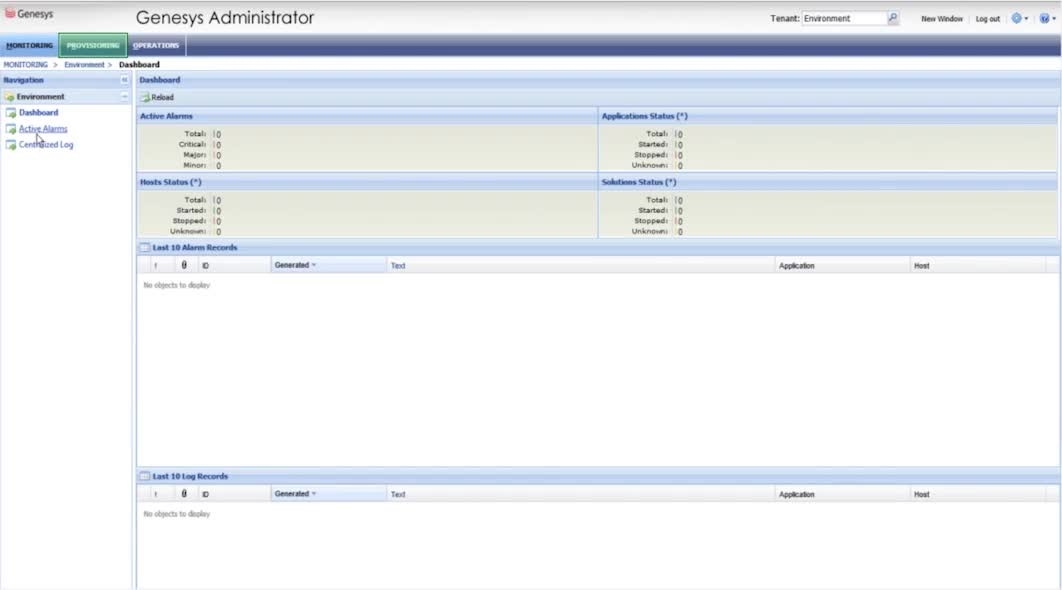 Genesys
Genesys Administrator
Tenant: Environment
New Window
Log out
MONITORING PROVISIONING OPERATIONS
MONITORING > Environment > Dashboard
Navigation
Environment
Dashboard
Active Alarms
Centralized Log
Dashboard
Reload
Active Alarms
Total: 0
Critical: 0
Major: 0
Minor: 0
Applications Status (*)
Total: 0
Started: 0
Stopped: 0
Unknown: 0
Hosts Status (*)
Total: 0
Started: 0
Stopped: 0
Unknown: 0
Solutions Status (*)
Total: 0
Started: 0
Stopped: 0
Unknown: 0
Last 10 Alarm Records
! ID Generated Text Application Host
No objects to display
Last 10 Log Records
! ID Generated Text Application Host
No objects to display